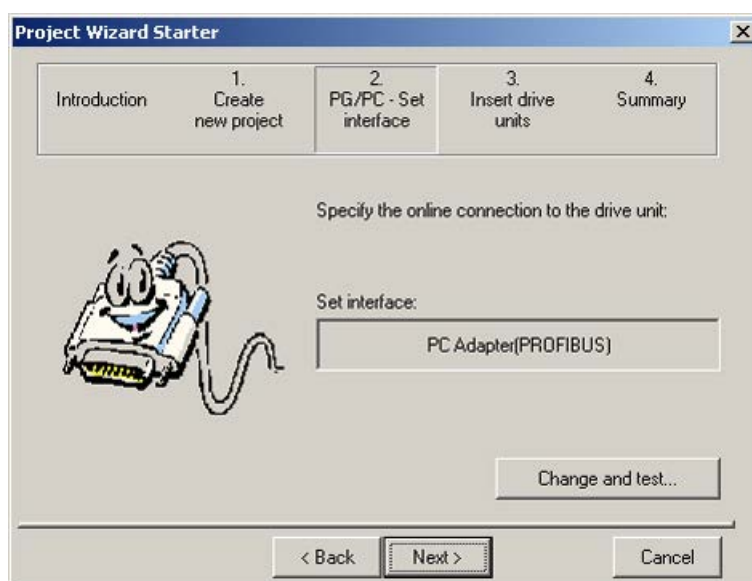 Project Wizard Starter
Introduction
1.
Create
new project
2.
PG/PC - Set
interface
3.
Insert drive
units
4.
Summary
Specify the online connection to the drive unit:
Set interface:
PC Adapter(PROFIBUS)
Change and test...
< Back
Next >
Cancel